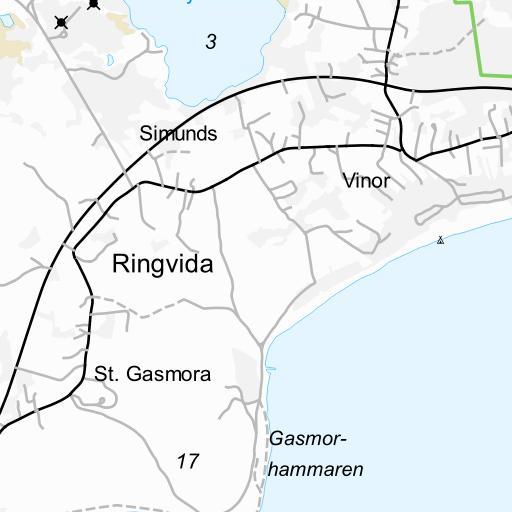 3
Simunds
Vinor
Ringvida
St. Gasmora
Gasmor-
hammaren
17